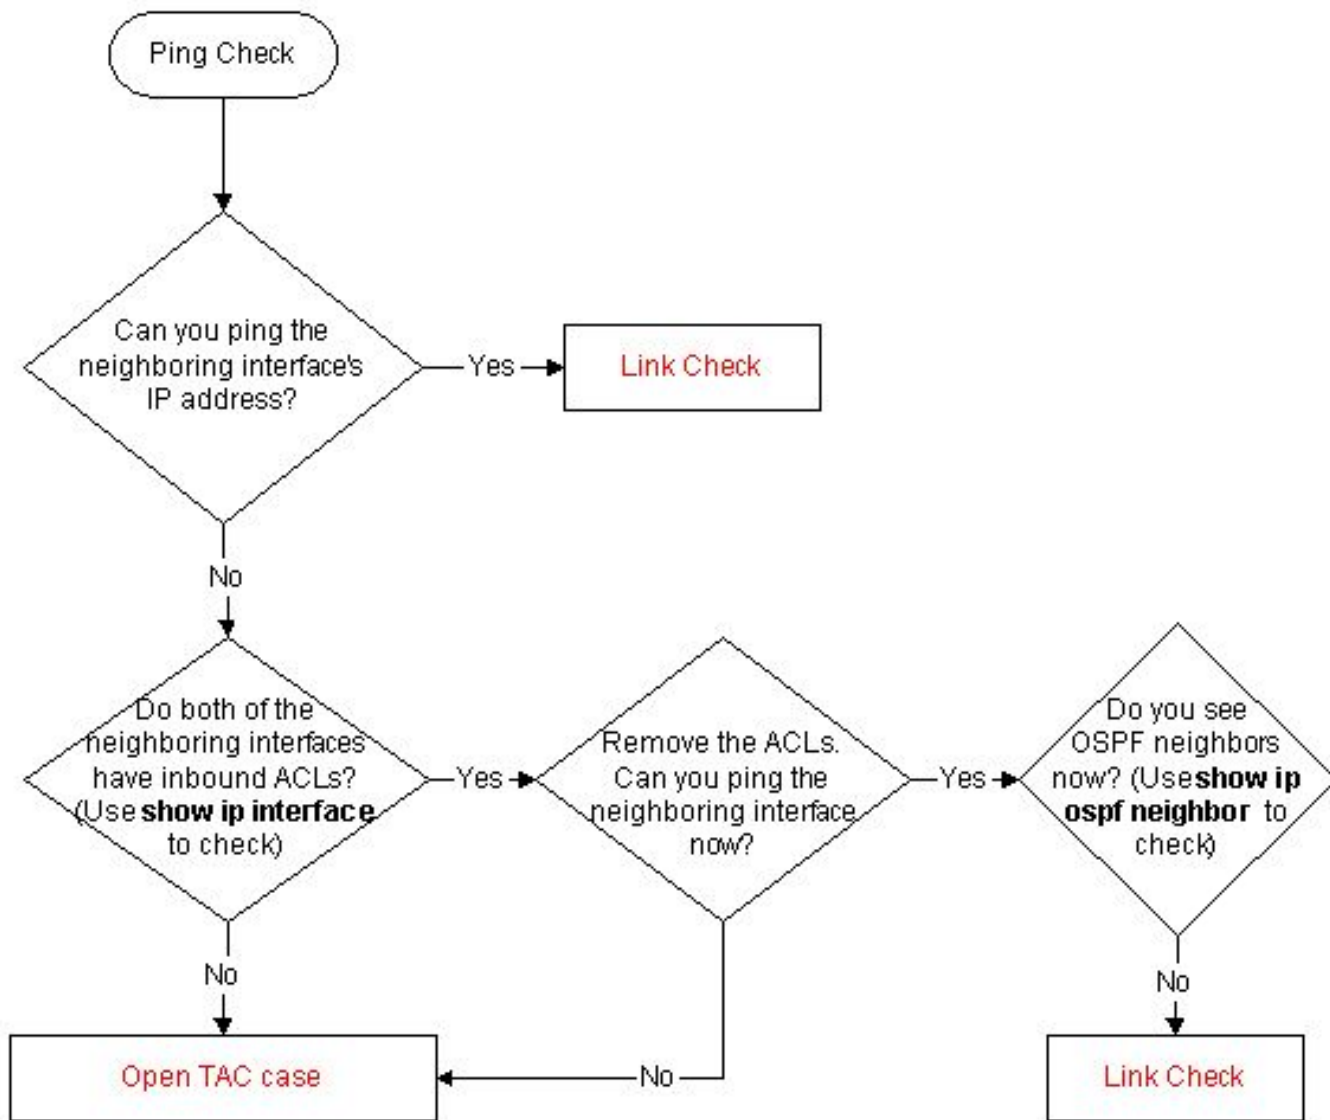 Ping Check
Can you ping the
neighboring interface's
IP address?
Yes
Link Check
No
Do both of the
neighboring interfaces
have inbound ACLs?
(Use show ip interface
to check)
Yes
Remove the ACLs.
Can you ping the
neighboring interface
now?
Yes
Do you see
OSPF neighbors
now? (Use show ip
ospf neighbor to
check)
No
No
Open TAC case
No
Link Check